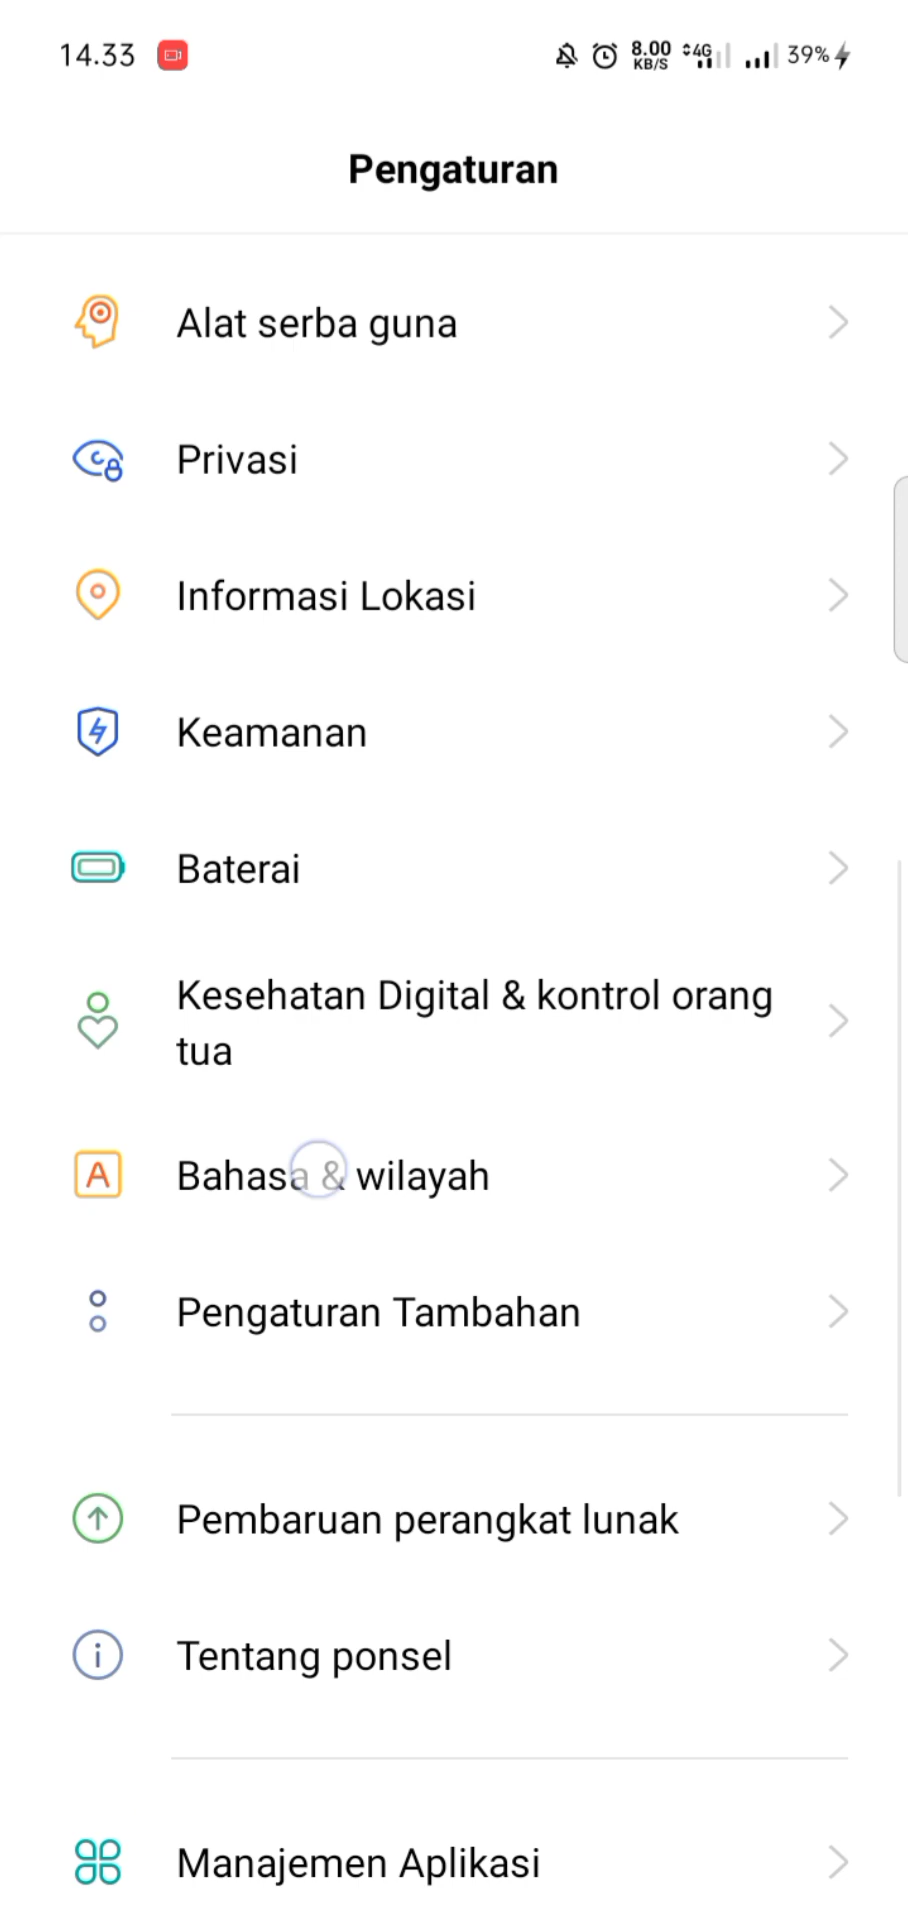 14.33 8.00 KB/S 4G 39%
Pengaturan
Alat serba guna
Privasi
Informasi Lokasi
Keamanan
Baterai
Kesehatan Digital & kontrol orang
tua
A Bahasa & wilayah
Pengaturan Tambahan
Pembaruan perangkat lunak
Tentang ponsel
Manajemen Aplikasi